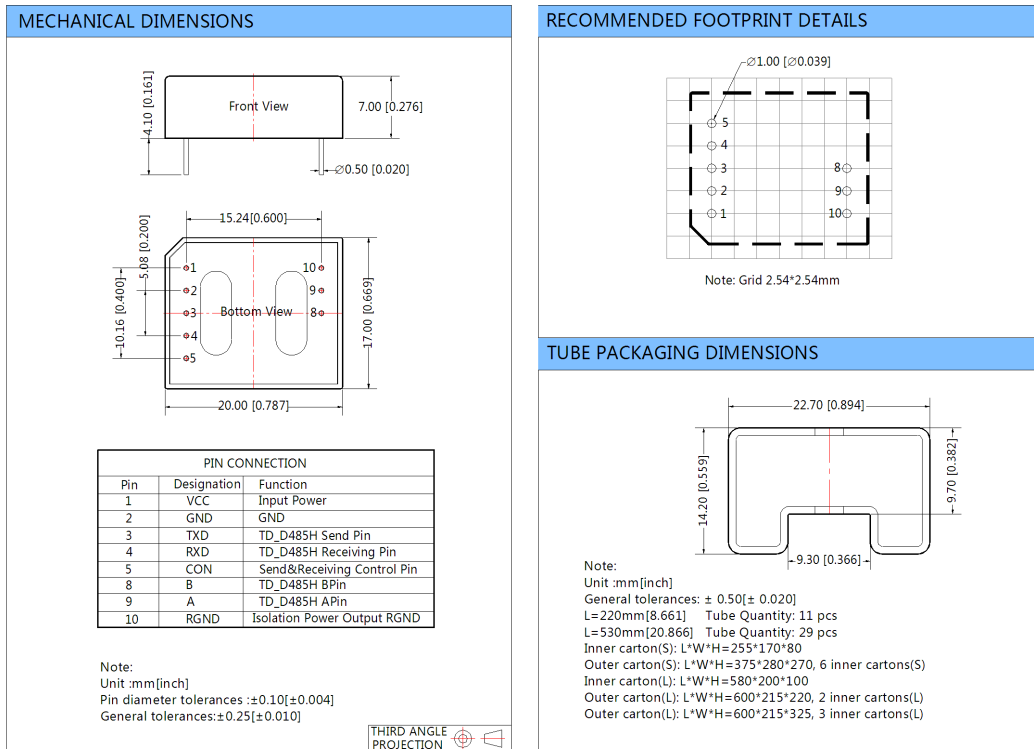 MECHANICAL DIMENSIONS
4.10 [0.161]
Front View
7.00 [0.276]
∅0.50 [0.020]
15.24[0.600]
5.08 [0.200]
10.16 [0.400]
1
2
3
4
5
10
9
8
Bottom View
17.00 [0.669]
20.00 [0.787]
PIN CONNECTION
Pin Designation Function
1 VCC Input Power
2 GND GND
3 TXD TD_D485H Send Pin
4 RXD TD_D485H Receiving Pin
5 CON Send&Receiving Control Pin
8 B TD_D485H BPin
9 A TD_D485H APin
10 RGND Isolation Power Output RGND
Note:
Unit :mm[inch]
Pin diameter tolerances :±0.10[±0.004]
General tolerances:±0.25[±0.010]
THIRD ANGLE
PROJECTION
RECOMMENDED FOOTPRINT DETAILS
∅1.00 [∅0.039]
5
4
3
2
1
8
9
10
Note: Grid 2.54*2.54mm
TUBE PACKAGING DIMENSIONS
22.70 [0.894]
14.20 [0.559]
9.70 [0.382]
9.30 [0.366]
Note:
Unit :mm[inch]
General tolerances: ± 0.50[± 0.020]
L=220mm[8.661] Tube Quantity: 11 pcs
L=530mm[20.866] Tube Quantity: 29 pcs
Inner carton(S): L*W*H=255*170*80
Outer carton(S): L*W*H=375*280*270, 6 inner cartons(S)
Inner carton(L): L*W*H=580*200*100
Outer carton(L): L*W*H=600*215*220, 2 inner cartons(L)
Outer carton(L): L*W*H=600*215*325, 3 inner cartons(L)